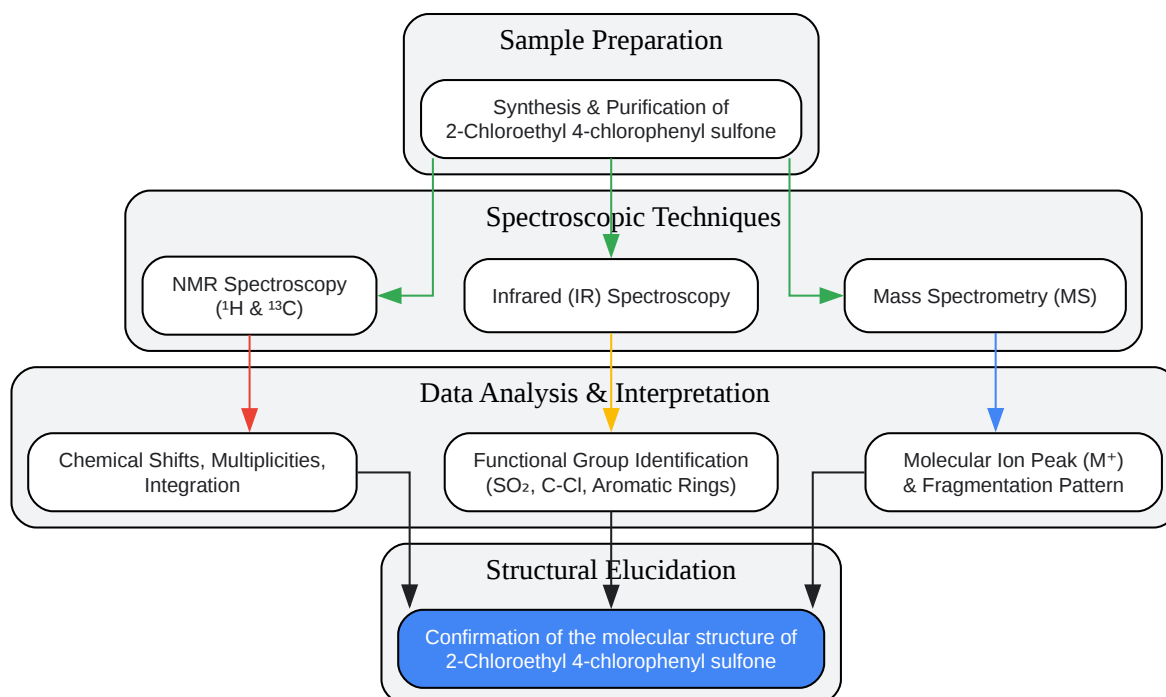 Sample Preparation
Synthesis & Purification of
2-Chloroethyl 4-chlorophenyl sulfone
Spectroscopic Techniques
NMR Spectroscopy
(¹H & ¹³C)
Infrared (IR) Spectroscopy
Mass Spectrometry (MS)
Data Analysis & Interpretation
Chemical Shifts, Multiplicities,
Integration
Functional Group Identification
(SO₂, C-Cl, Aromatic Rings)
Molecular Ion Peak (M⁺)
& Fragmentation Pattern
Structural Elucidation
Confirmation of the molecular structure of
2-Chloroethyl 4-chlorophenyl sulfone